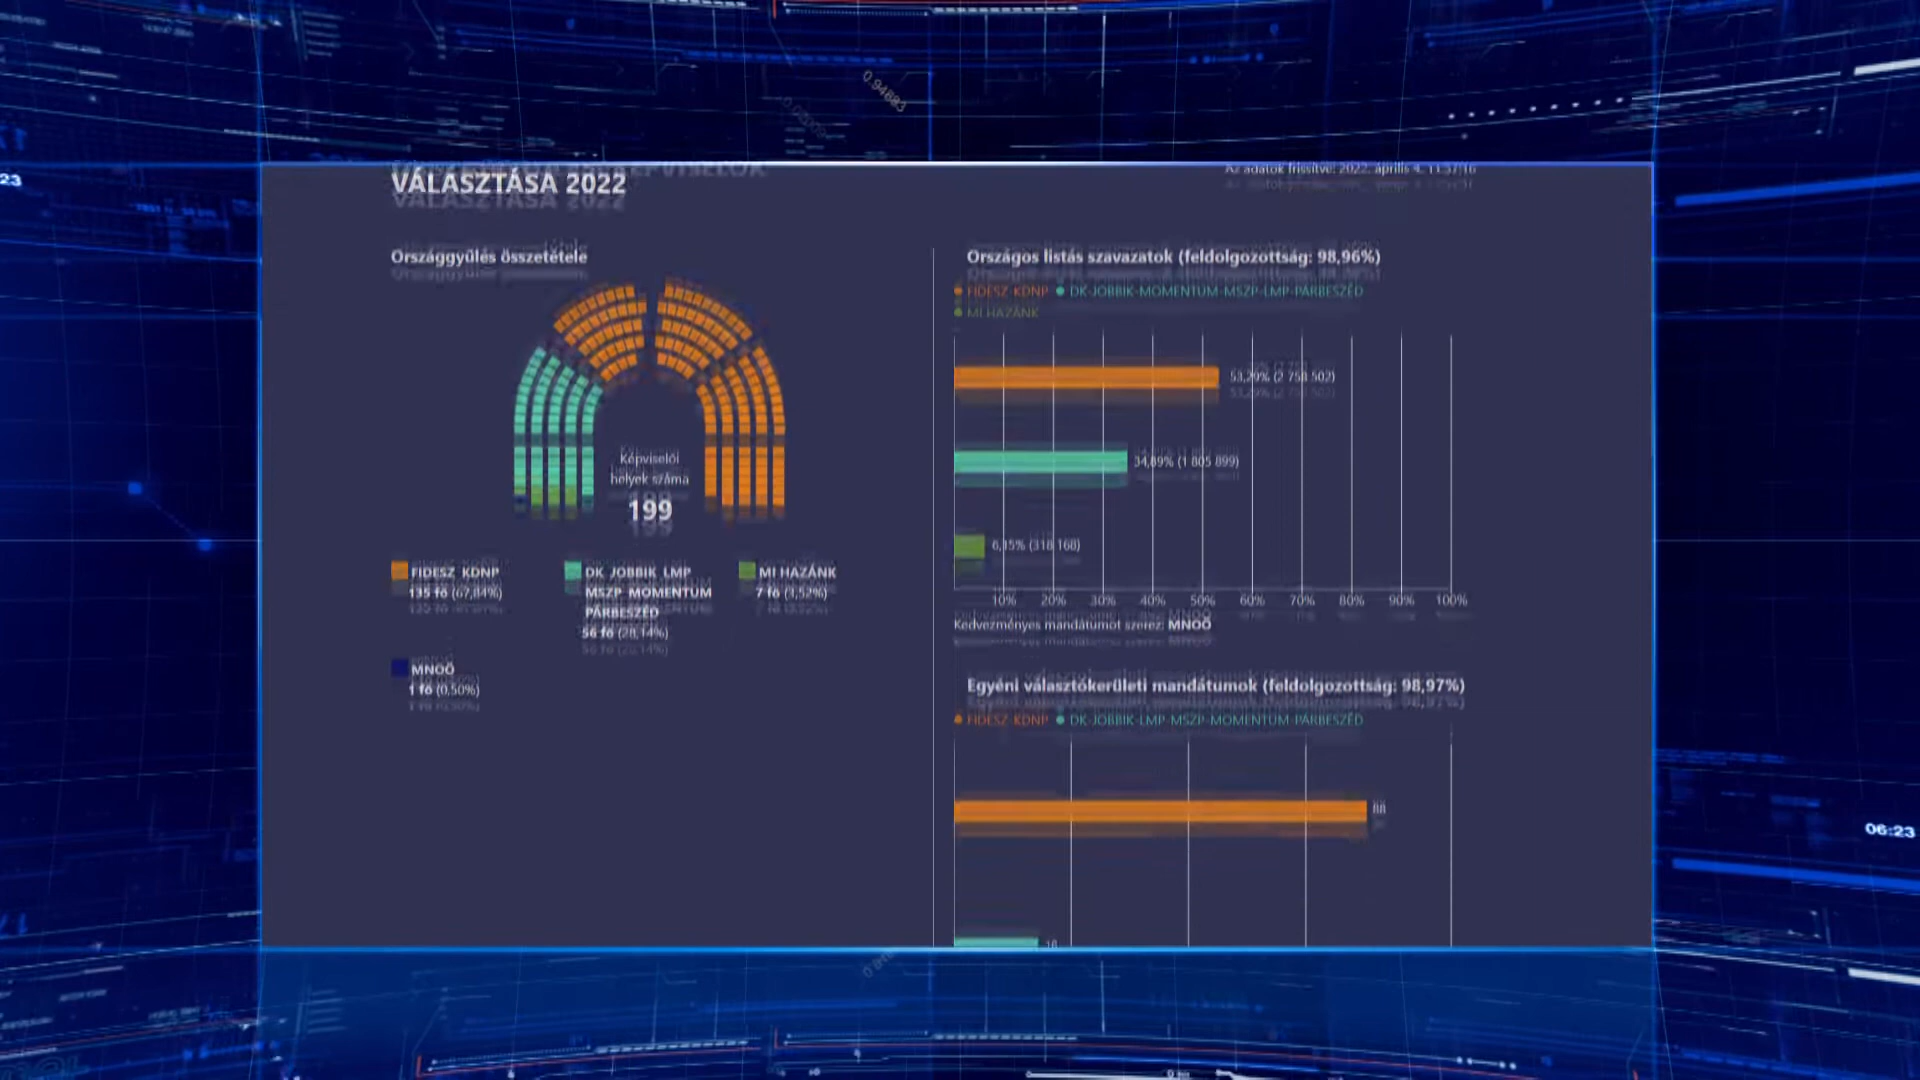 VÁLASZTÁSA 2022
Az adatok frissítve: 2022. április 4. 11:37:16
Országgyűlés összetétele
Képviselői
helyek száma
199
FIDESZ KDNP
135 fő (67,84%)
DK JOBBIK LMP
MSZP MOMENTUM
PÁRBESZÉD
56 fő (28,14%)
MI HAZÁNK
7 fő (3,52%)
MNOÖ
1 fő (0,50%)
Országos listás szavazatok (feldolgozottság: 98,96%)
FIDESZ KDNP DK-JOBBIK-MOMENTUM-MSZP-LMP-PÁRBESZÉD
MI HAZÁNK
53,29% (2 758 502)
34,89% (1 805 899)
6,15% (318 168)
10% 20% 30% 40% 50% 60% 70% 80% 90% 100%
Kedvezményes mandátumot szerez: MNOÖ
Egyéni választókerületi mandátumok (feldolgozottság: 98,97%)
FIDESZ KDNP DK-JOBBIK-LMP-MSZP-MOMENTUM-PÁRBESZÉD
88
18
0.94683
23
06:23